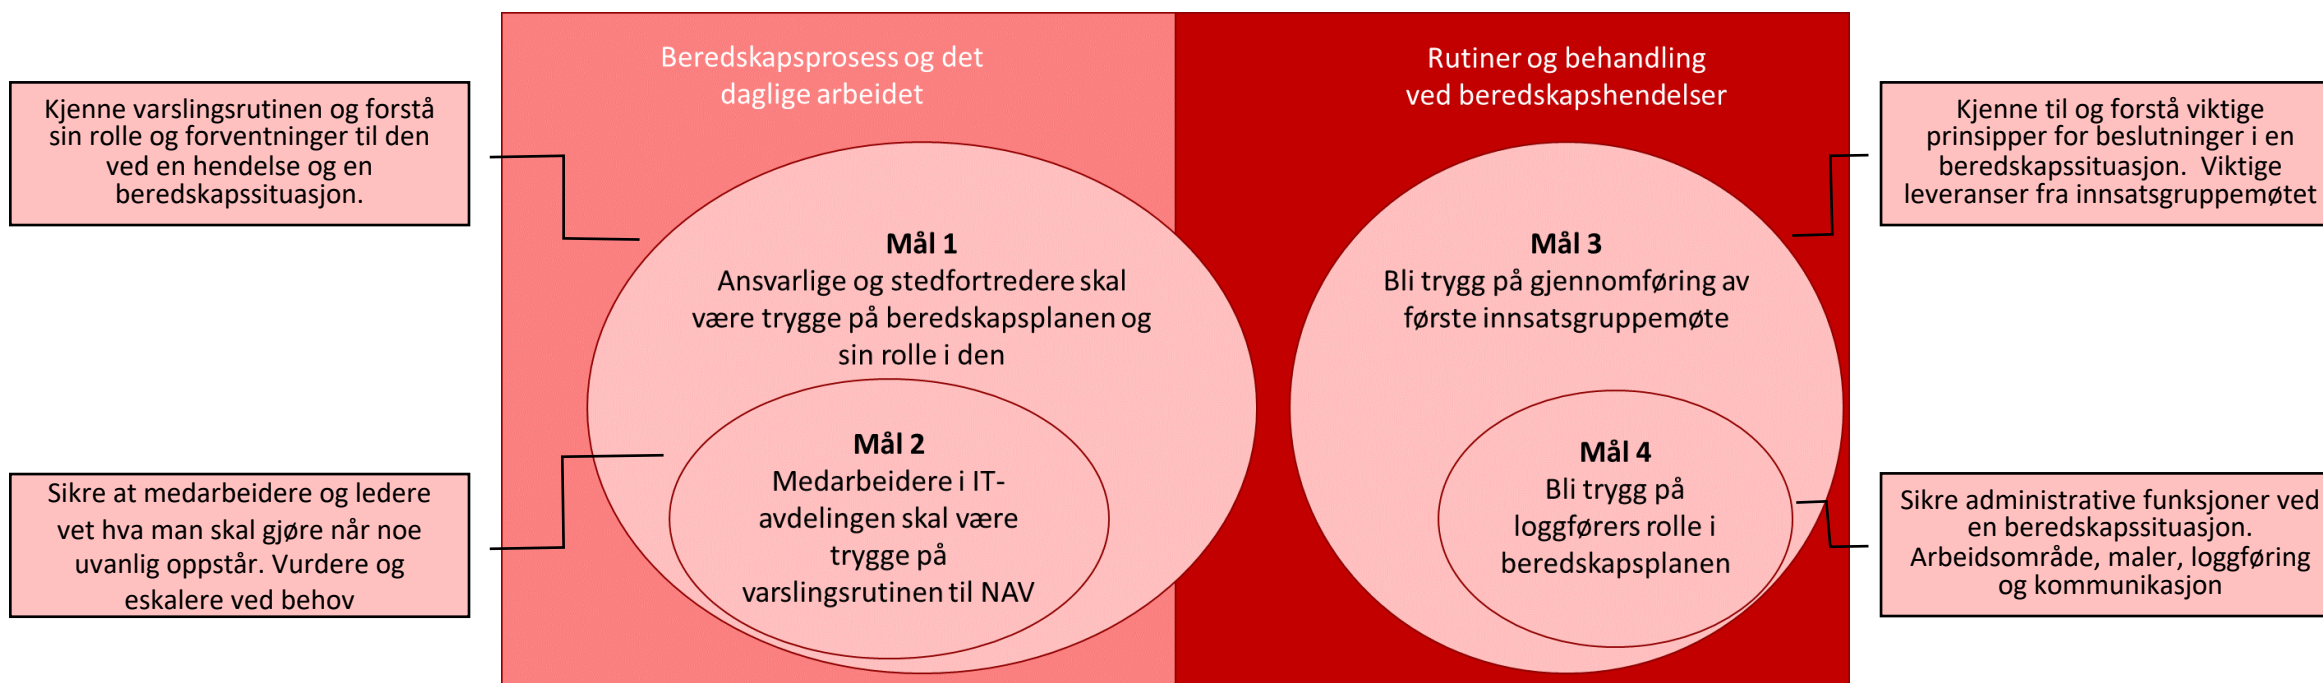 Beredskapsprosess og det
daglige arbeidet
Rutiner og behandling
ved beredskapshendelser
Kjenne varslingsrutinen og forstå
sin rolle og forventninger til den
ved en hendelse og en
beredskapssituasjon.
Kjenne til og forstå viktige
prinsipper for beslutninger i en
beredskapssituasjon. Viktige
leveranser fra innsatsgruppemøtet
Mål 1
Ansvarlige og stedfortredere skal
være trygge på beredskapsplanen og
sin rolle i den
Mål 3
Bli trygg på gjennomføring av
første innsatsgruppemøte
Mål 2
Medarbeidere i IT-
avdelingen skal være
trygge på
varslingsrutinen til NAV
Mål 4
Bli trygg på
loggførers rolle i
beredskapsplanen
Sikre at medarbeidere og ledere
vet hva man skal gjøre når noe
uvanlig oppstår. Vurdere og
eskalere ved behov
Sikre administrative funksjoner ved
en beredskapssituasjon.
Arbeidsområde, maler, loggføring
og kommunikasjon